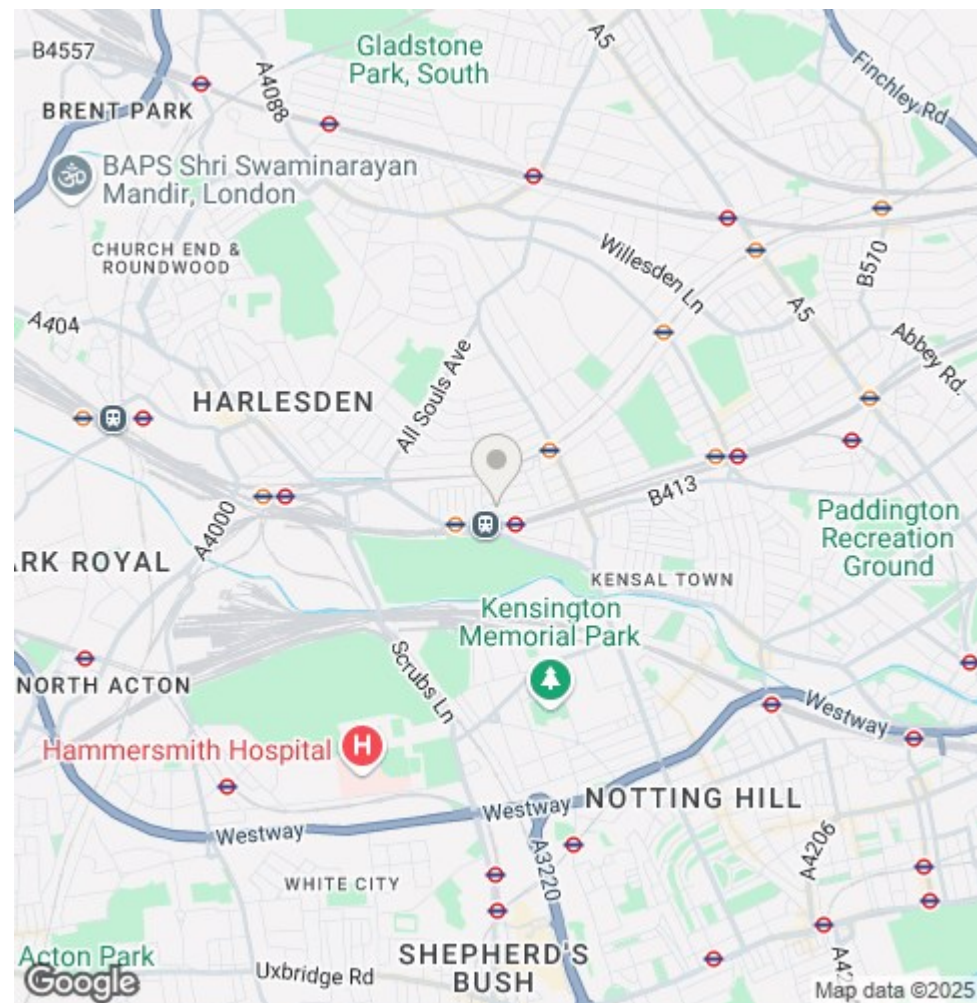 B4557
Gladstone
Park, South
A5
Finchley Rd
A4088
BRENT PARK
BAPS Shri Swaminarayan
Mandir, London
CHURCH END &
ROUNDWOOD
Willesden Ln
B510
A5
A404
Abbey Rd.
All Souls Ave
HARLESDEN
B413
A4000
Paddington
Recreation
Ground
ARK ROYAL
KENSAL TOWN
Kensington
Memorial Park
Scrubs Ln
NORTH ACTON
Westway
Hammersmith Hospital
H
Westway
NOTTING HILL
Westway
A3220
A4206
WHITE CITY
Acton Park
SHEPHERD'S
BUSH
Uxbridge Rd
Google
Map data ©2025